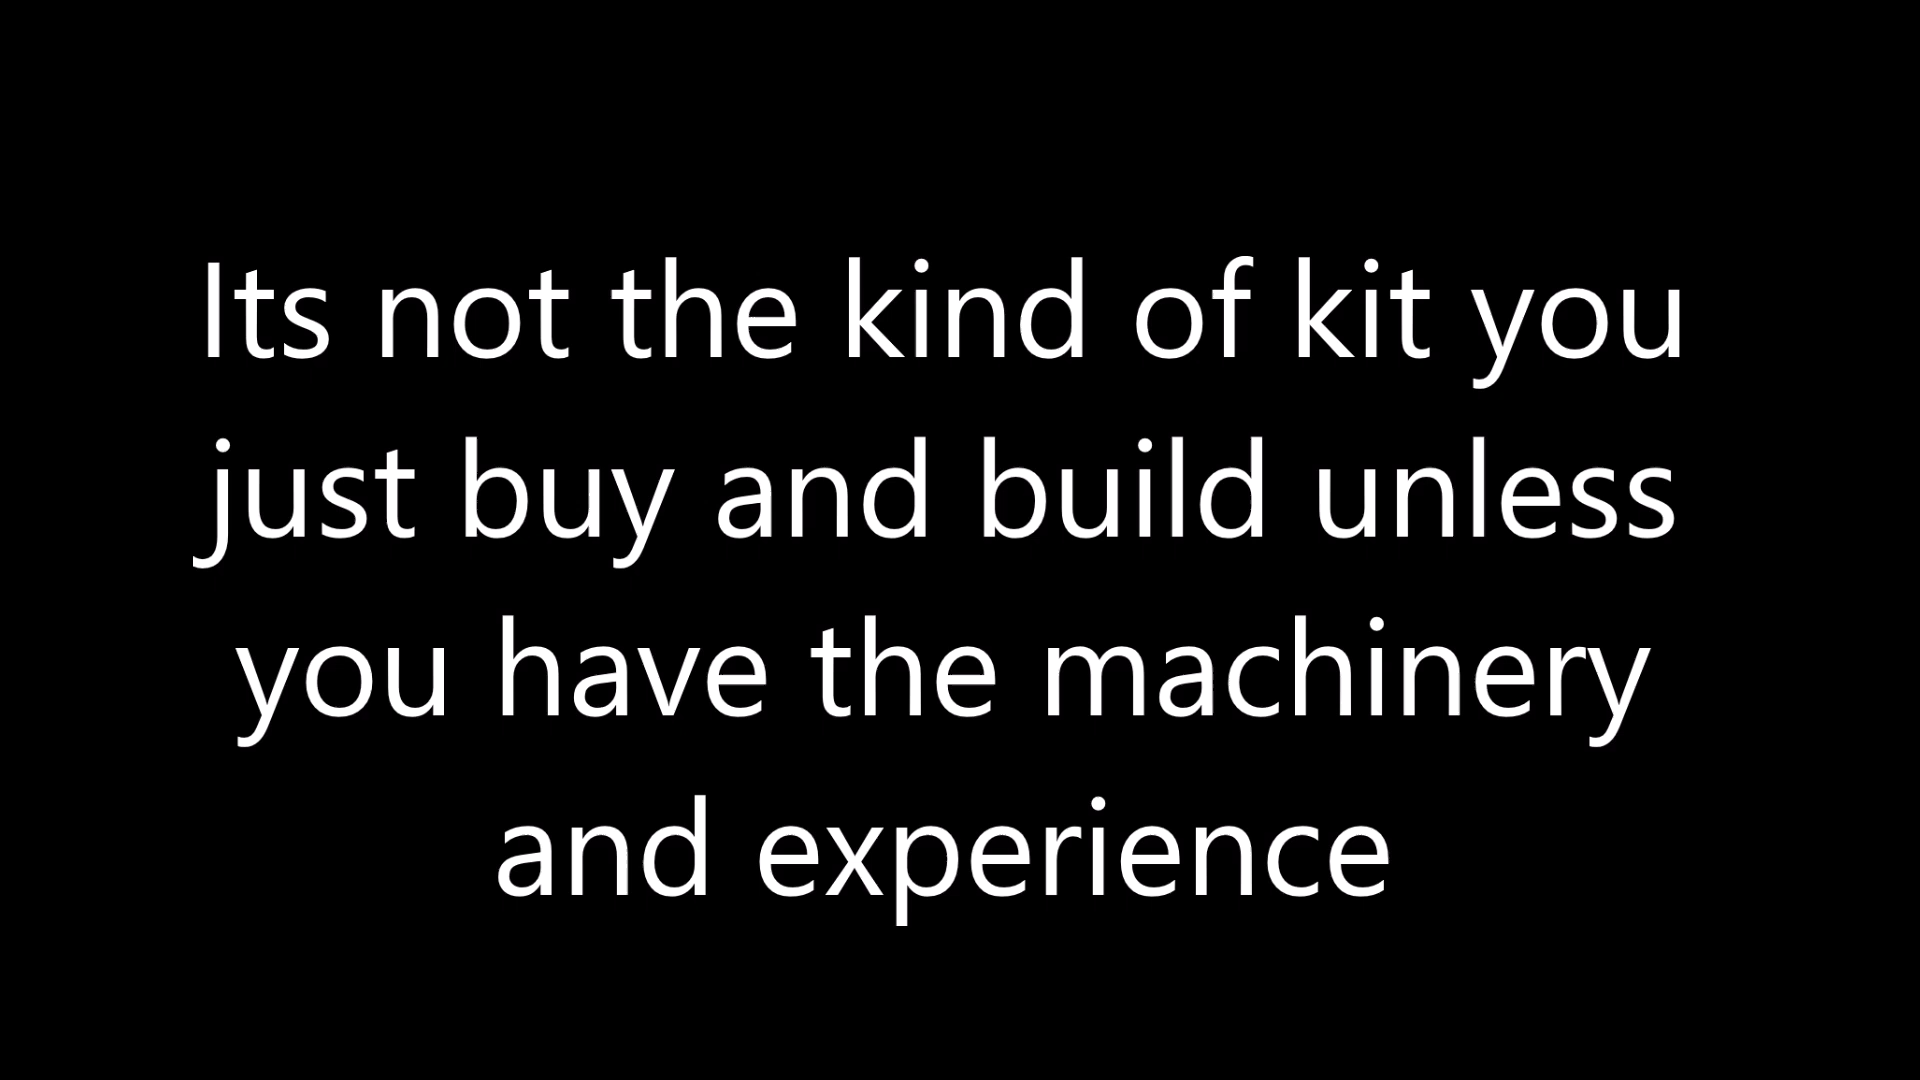 Its not the kind of kit you
just buy and build unless
you have the machinery
and experience